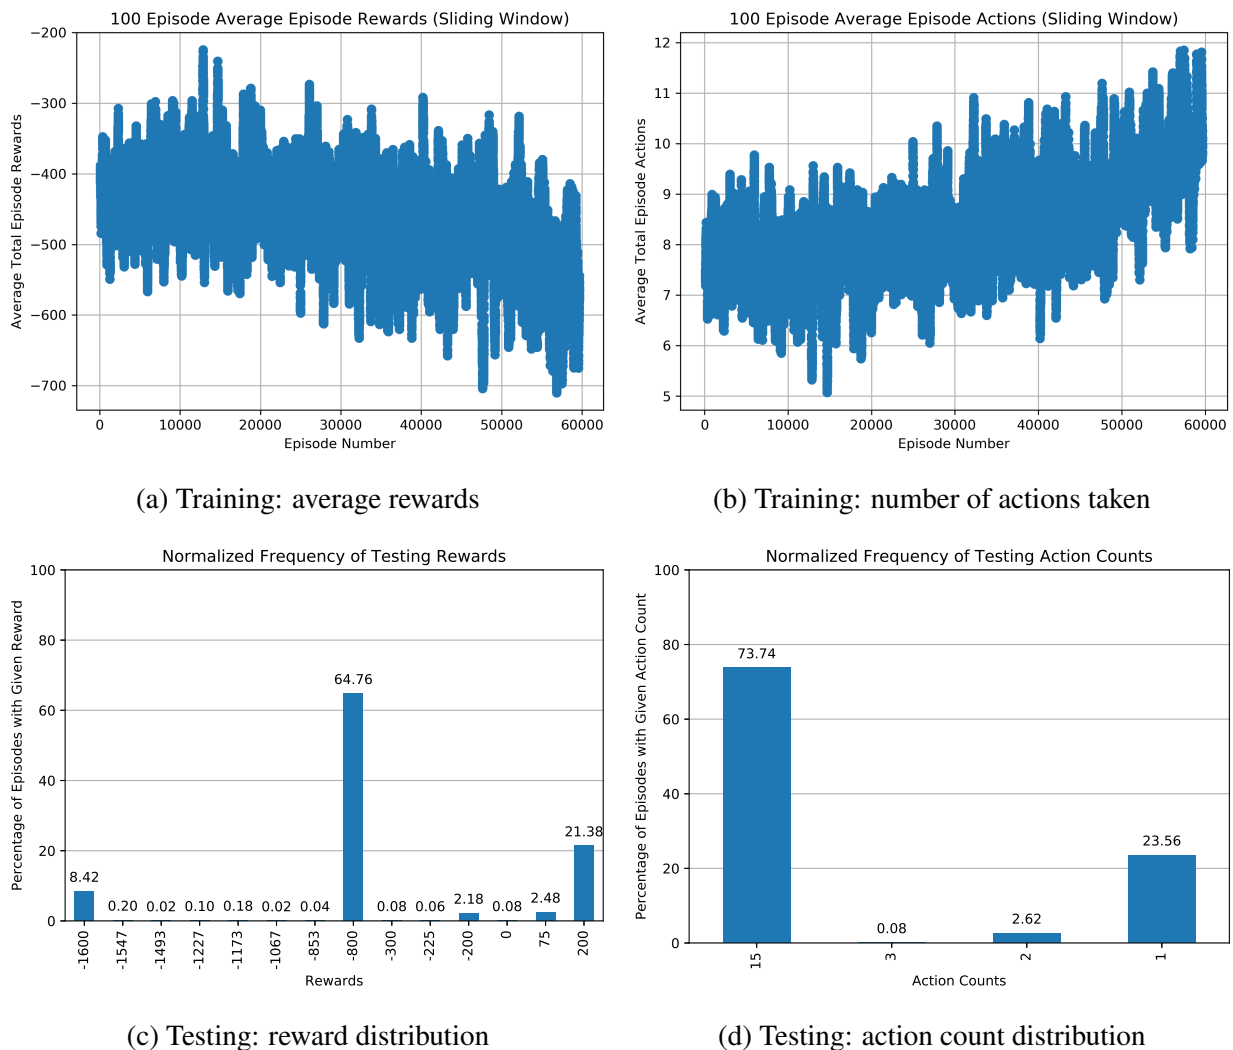 100 Episode Average Episode Rewards (Sliding Window)
−200
−300
−400
−500
−600
−700
Average Total Episode Rewards
0 10000 20000 30000 40000 50000 60000
Episode Number
(a) Training: average rewards
100 Episode Average Episode Actions (Sliding Window)
12
11
10
9
8
7
6
5
Average Total Episode Actions
0 10000 20000 30000 40000 50000 60000
Episode Number
(b) Training: number of actions taken
Normalized Frequency of Testing Rewards
100
80
60
40
20
0
Percentage of Episodes with Given Reward
8.42 0.20 0.02 0.10 0.18 0.02 0.04 64.76 0.08 0.06 2.18 0.08 2.48 21.38
-1600 -1547 -1493 -1227 -1173 -1067 -853 -800 -300 -225 -200 0 75 200
Rewards
(c) Testing: reward distribution
Normalized Frequency of Testing Action Counts
100
80
60
40
20
0
Percentage of Episodes with Given Action Count
73.74 0.08 2.62 23.56
15 3 2 1
Action Counts
(d) Testing: action count distribution